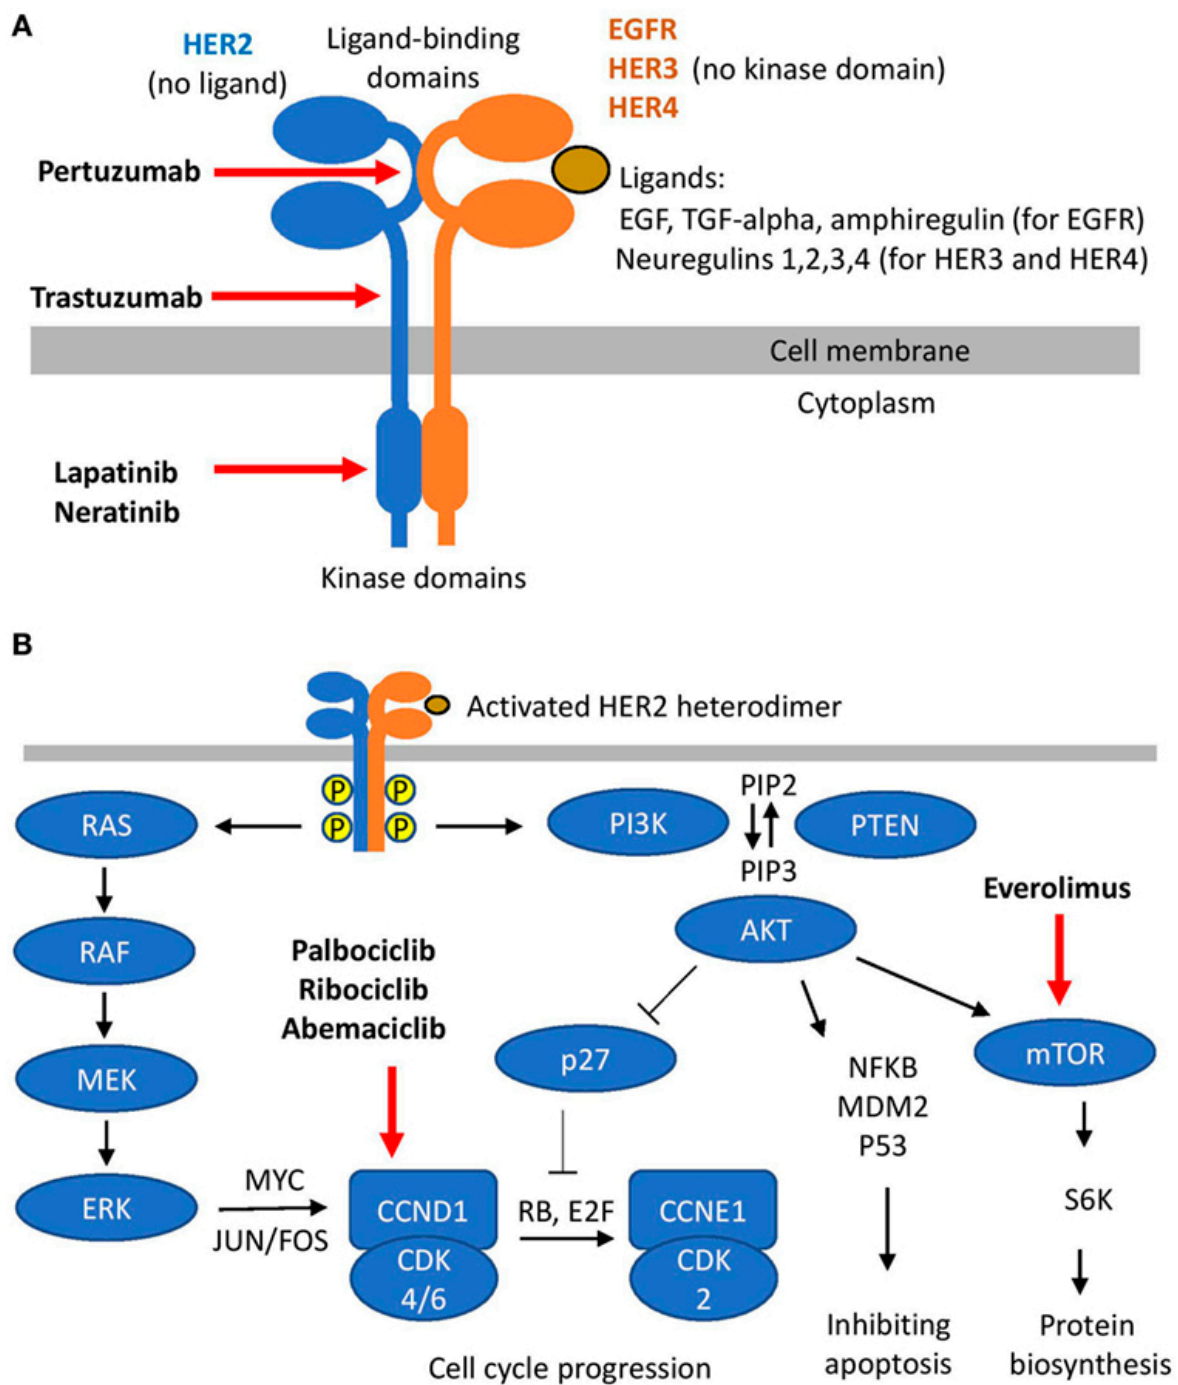 A
HER2
(no ligand)
Ligand-binding
domains
EGFR
HER3 (no kinase domain)
HER4
Pertuzumab
Ligands:
EGF, TGF-alpha, amphiregulin (for EGFR)
Neuregulins 1,2,3,4 (for HER3 and HER4)
Trastuzumab
Cell membrane
Cytoplasm
Lapatinib
Neratinib
Kinase domains
B
Activated HER2 heterodimer
P P
P P
RAS
PI3K
PIP2
PIP3
PTEN
RAF
Palbociclib
Ribociclib
Abemaciclib
AKT
Everolimus
MEK
p27
NFKB
MDM2
P53
mTOR
ERK
MYC
JUN/FOS
CCND1
CDK
4/6
RB, E2F
CCNE1
CDK
2
S6K
Inhibiting
apoptosis
Protein
biosynthesis
Cell cycle progression